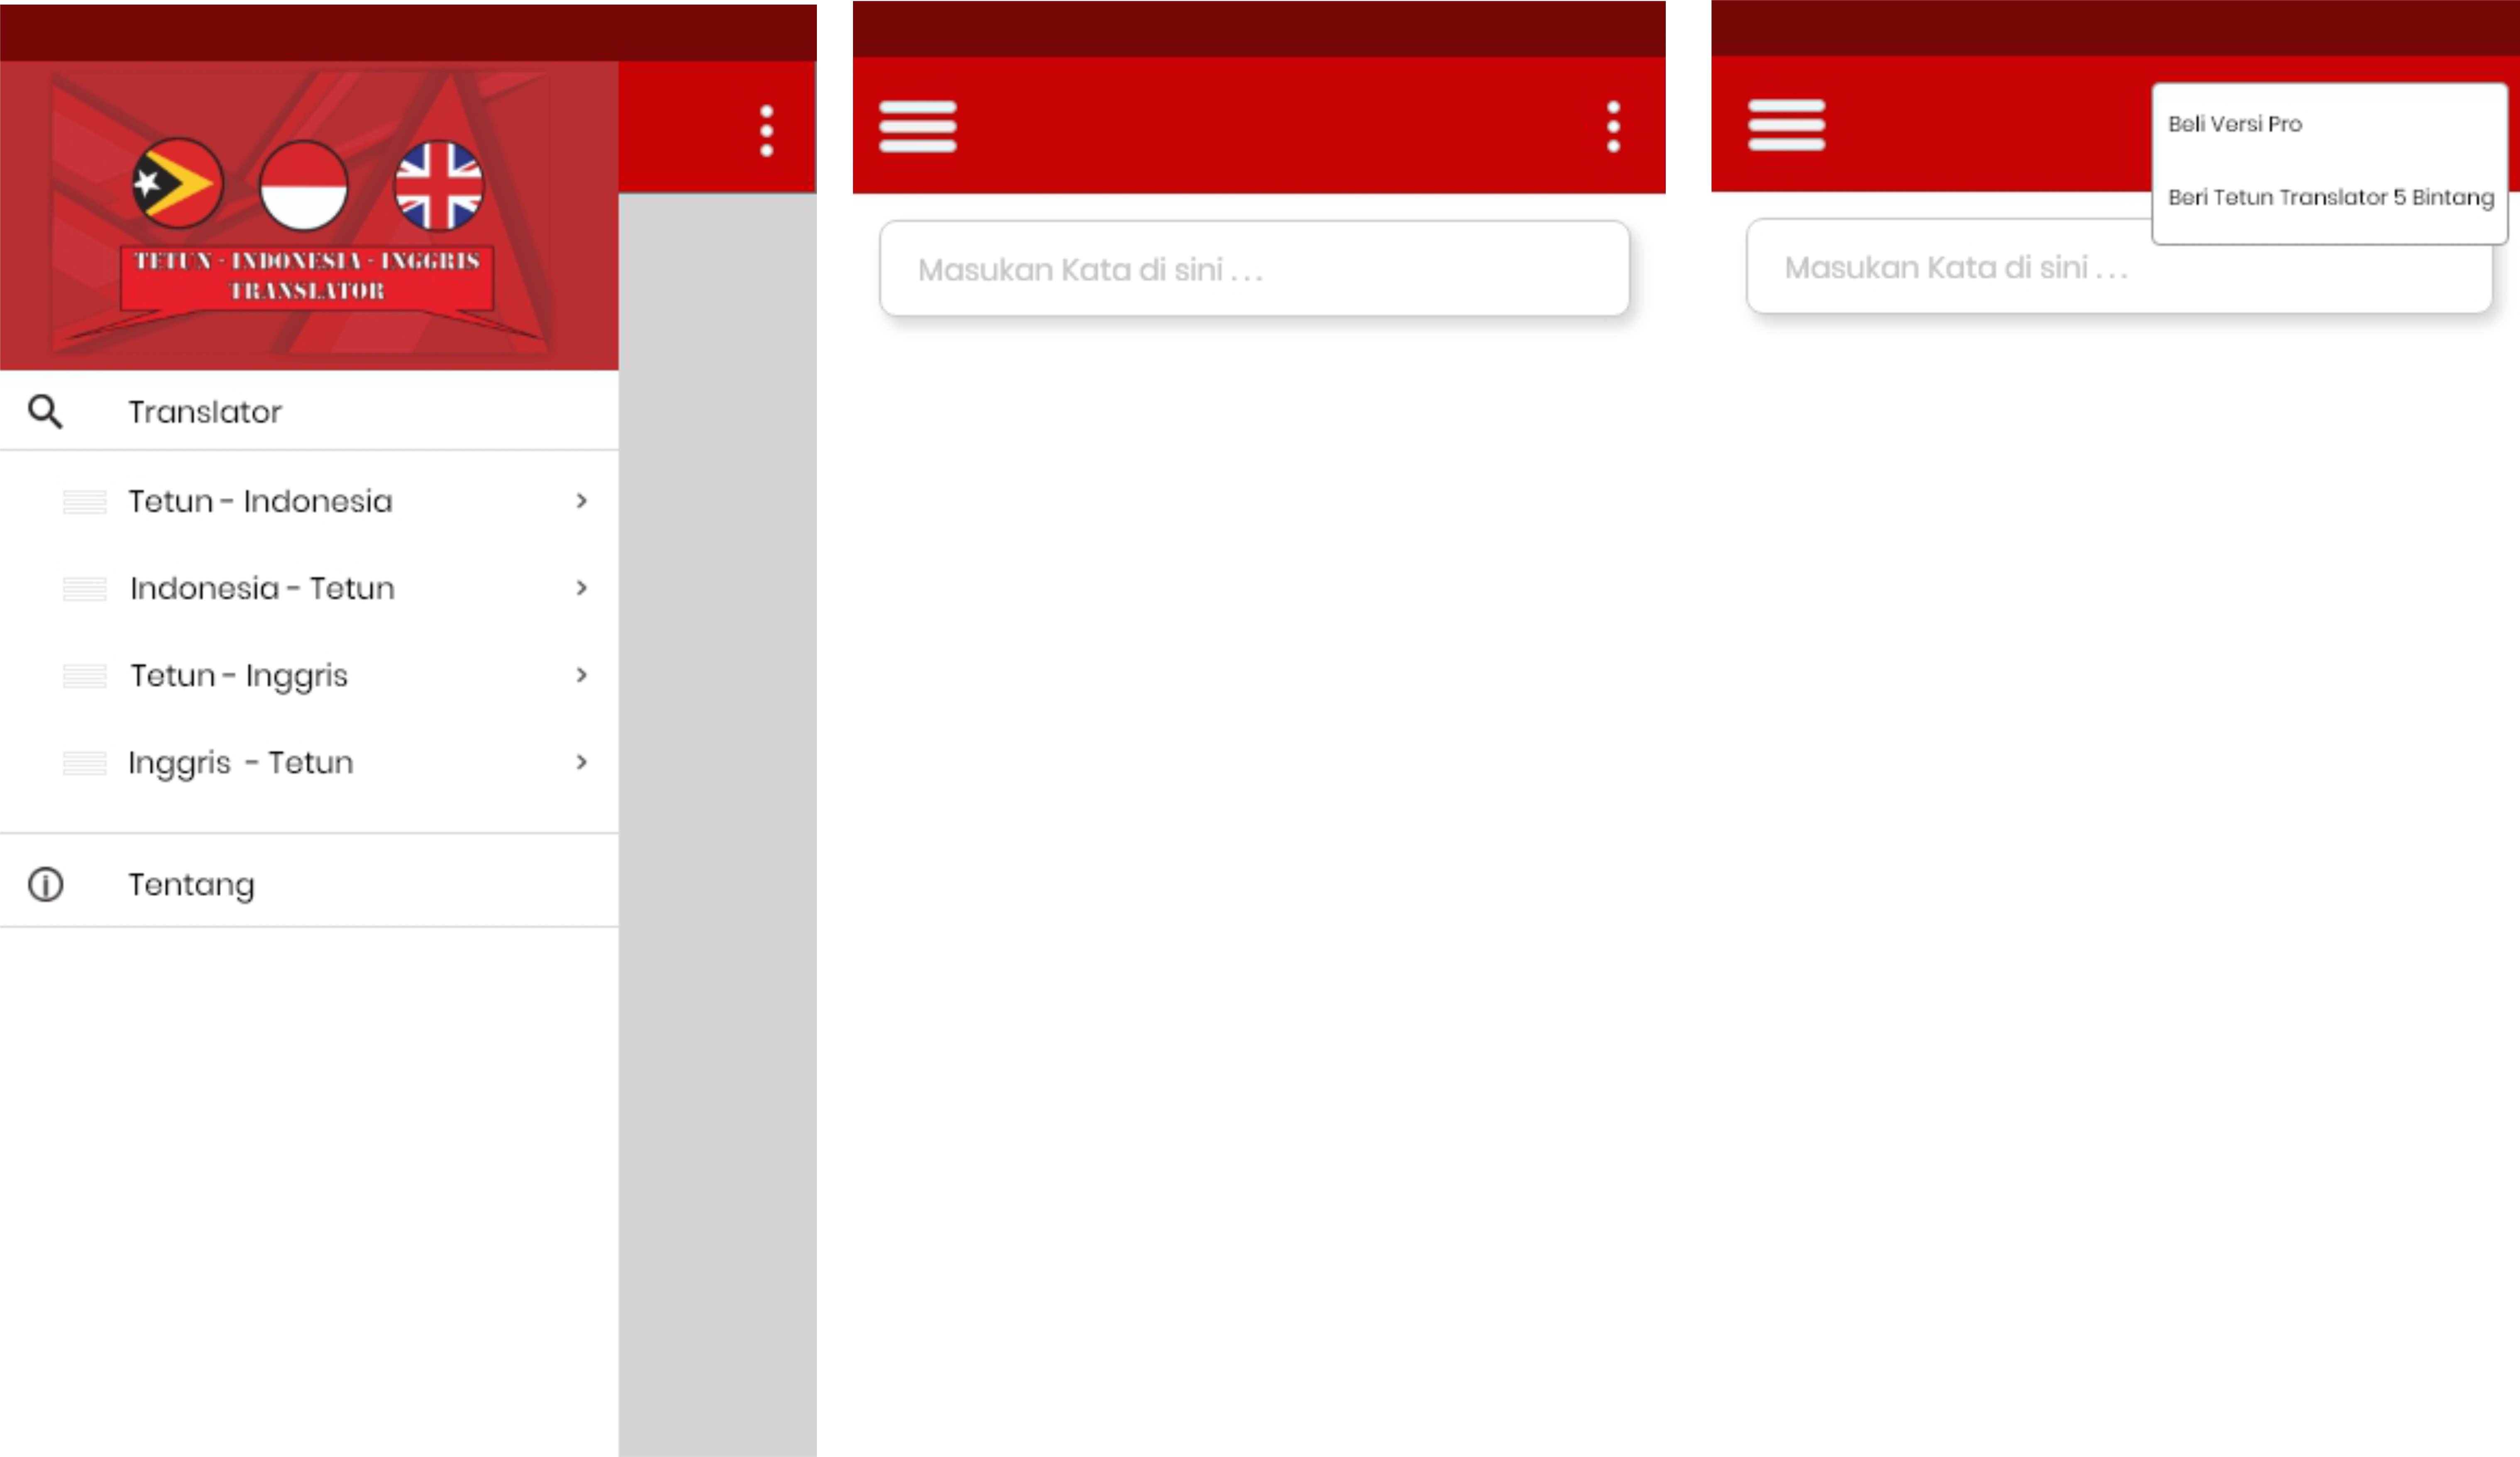 TETUN - INDONESIA - INGGRIS
TRANSLATOR
Translator
Tetun - Indonesia
Indonesia - Tetun
Tetun - Inggris
Inggris - Tetun
Tentang
Masukan Kata di sini . . .
Beli Versi Pro
Beri Tetun Translator 5 Bintang
Masukan Kata di sini . . .